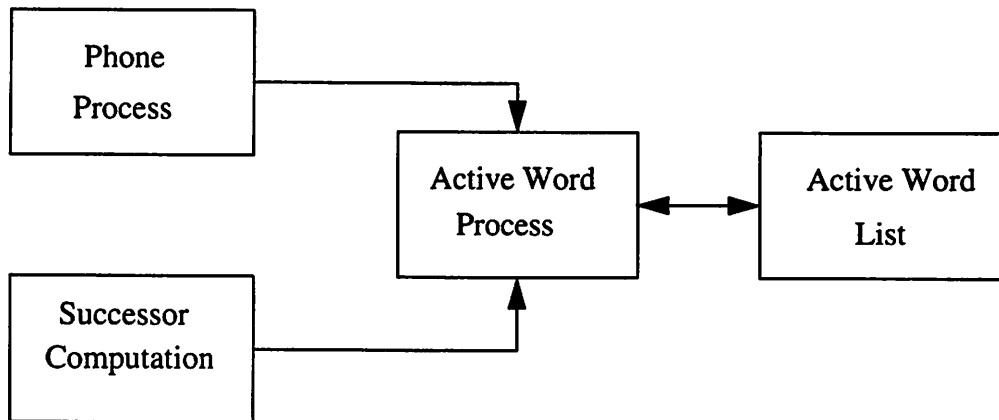 Phone
Process
Active Word
Process
Active Word
List
Successor
Computation